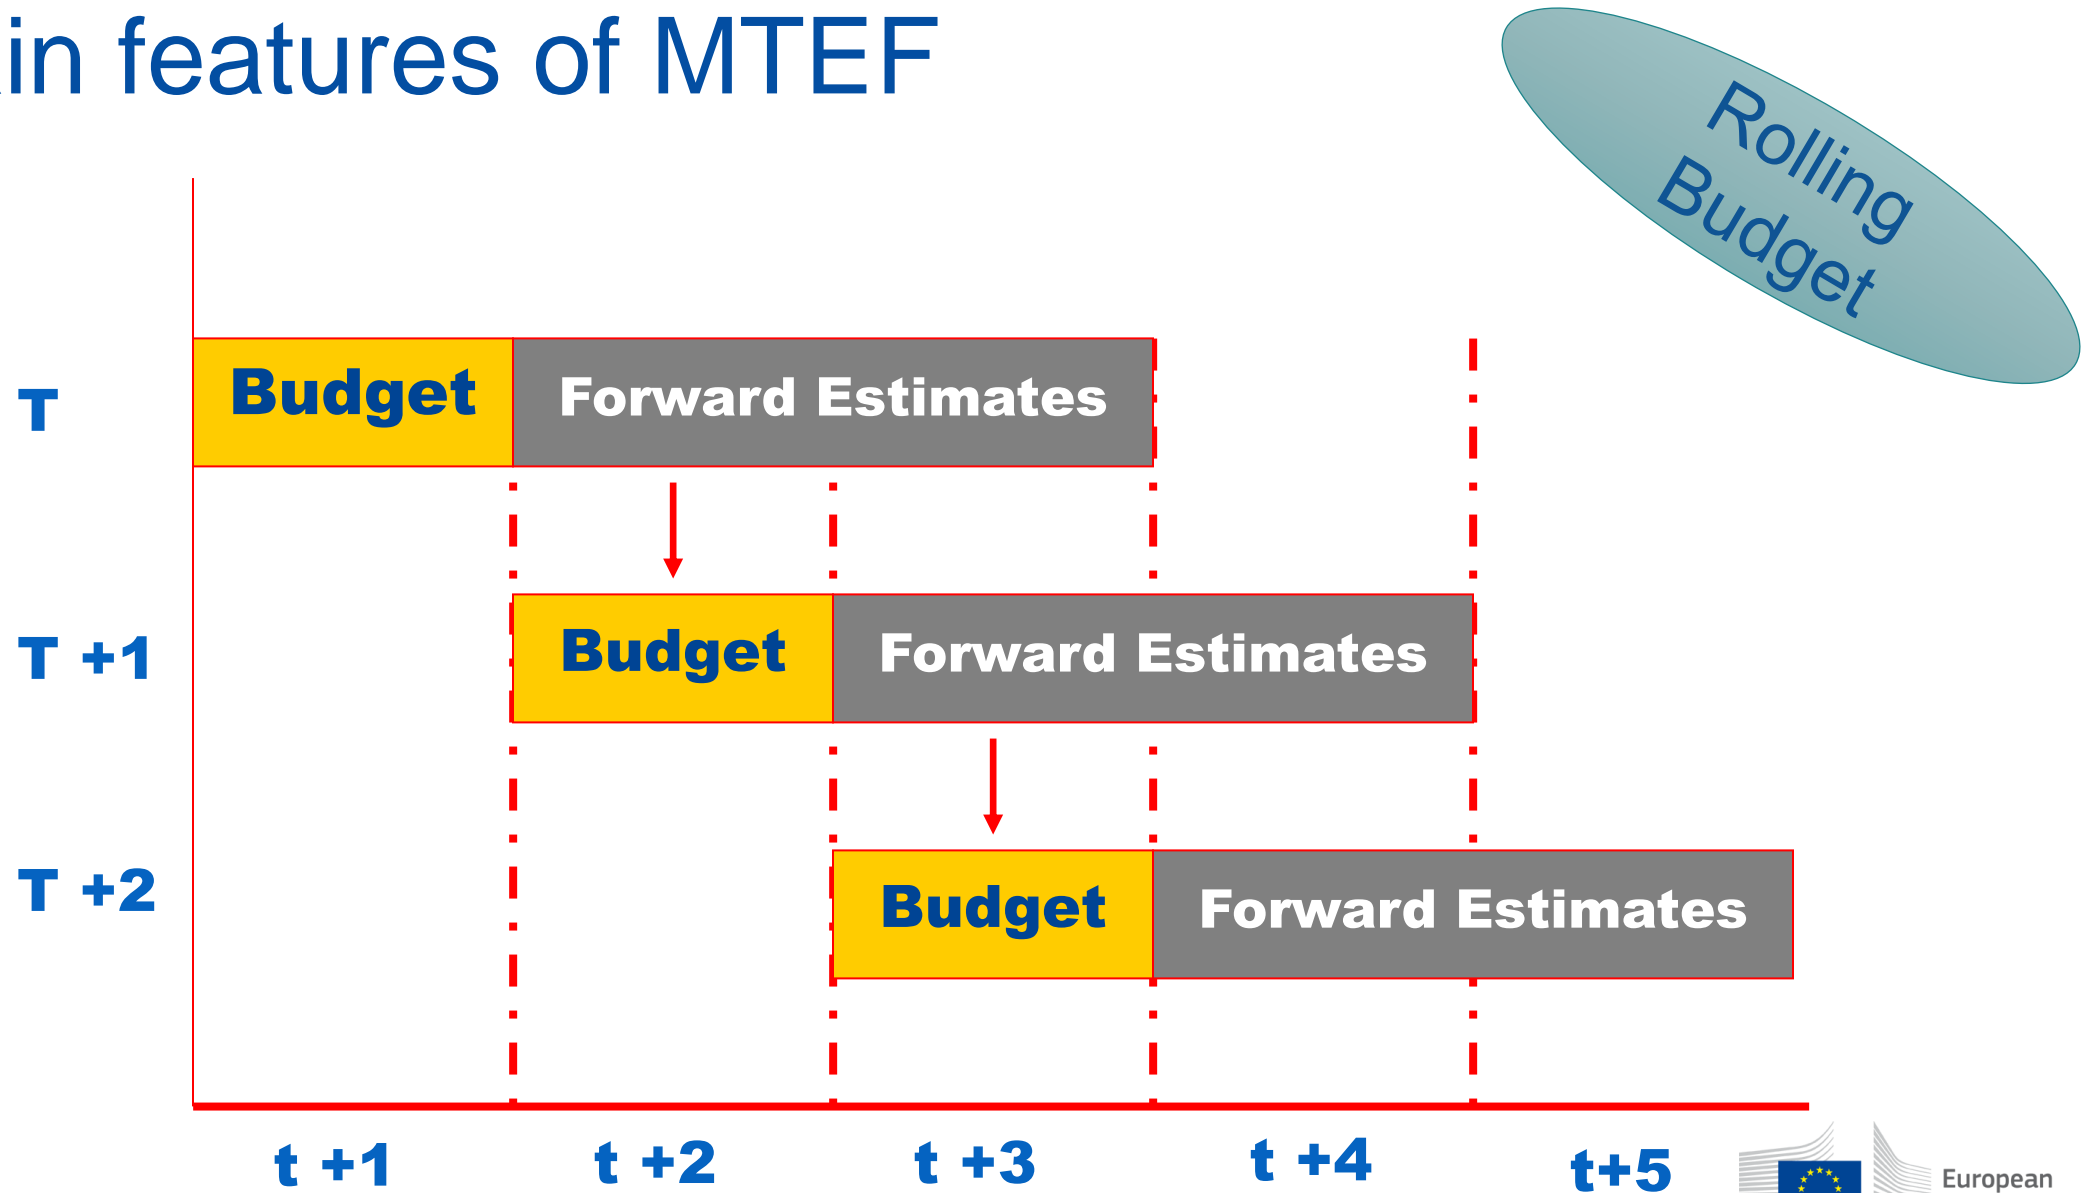 in features of MTEF
Rolling
Budget
T
Budget
Forward Estimates
T +1
Budget
Forward Estimates
T +2
Budget
Forward Estimates
t +1
t +2
t +3
t +4
t+5
European